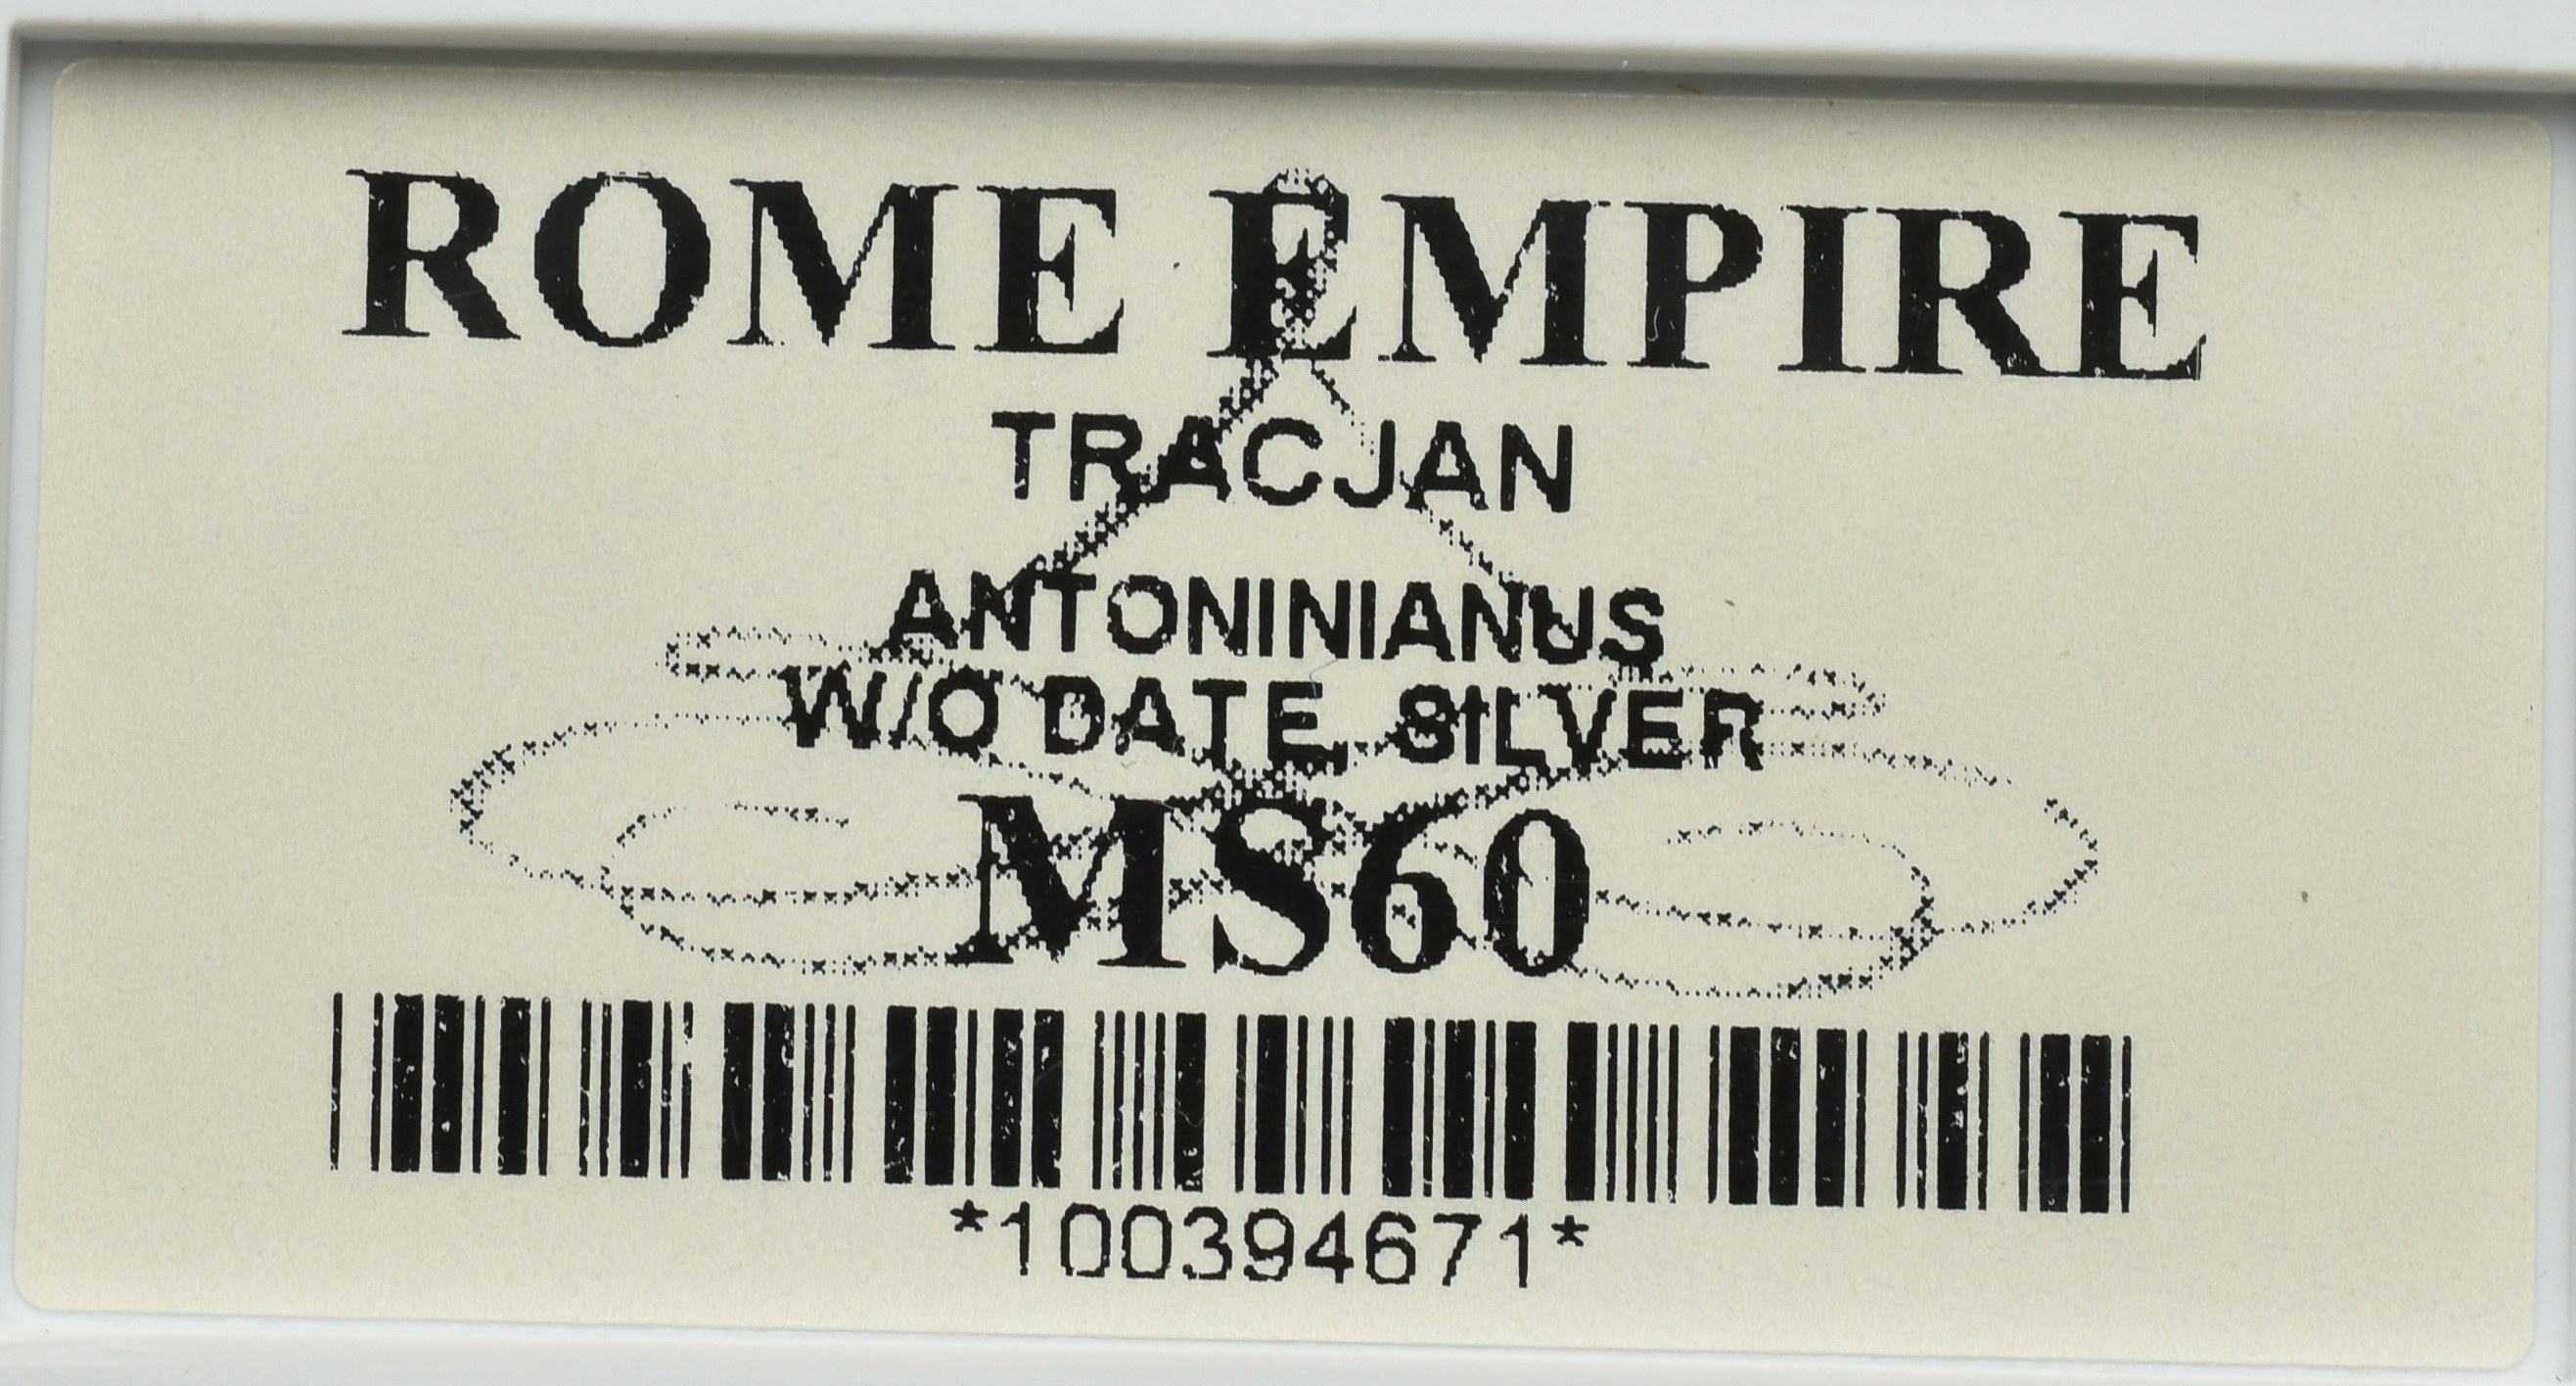 ROME EMPIRE
TRACJAN
ANTONINIANUS
W/O DATE, SILVER
MS60
*100394671*